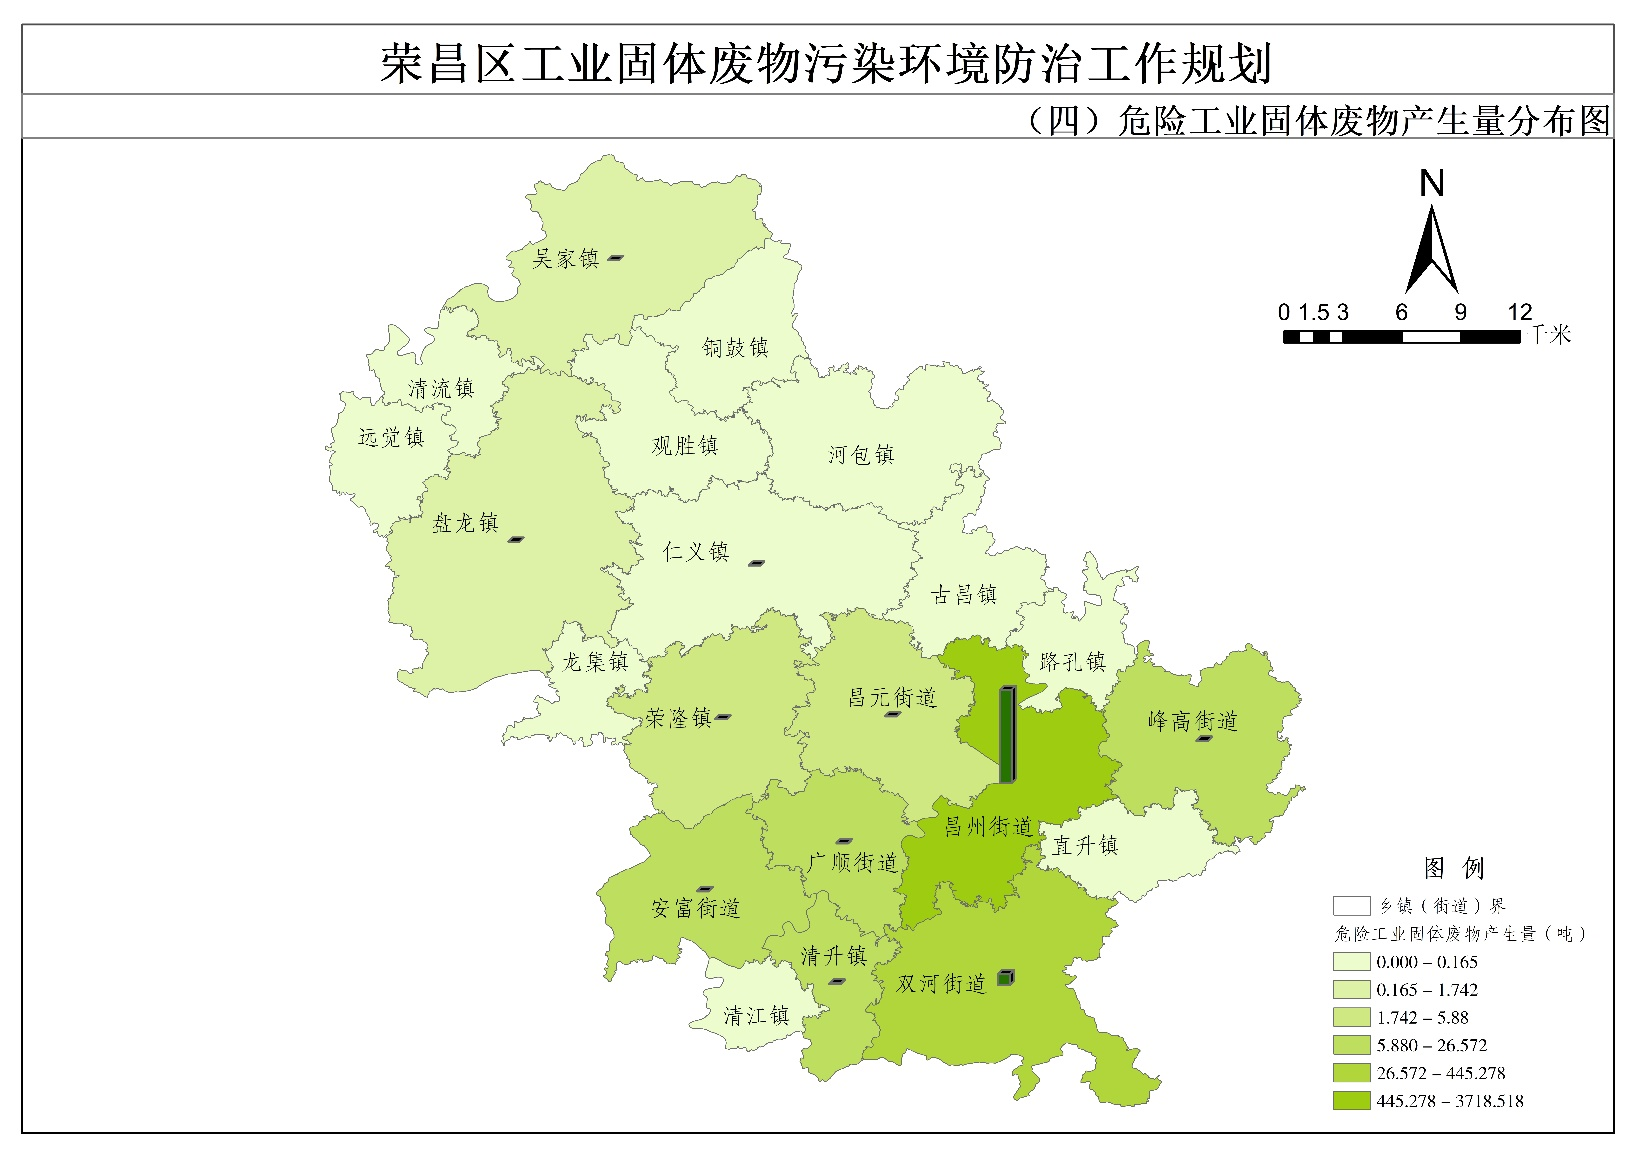 荣昌区工业固体废物污染环境防治工作规划
（四）危险工业固体废物产生量分布图
N
0 1.5 3 6 9 12
千米
吴家镇
铜鼓镇
清流镇
远觉镇
观胜镇
河包镇
盘龙镇
仁义镇
古昌镇
龙集镇
路孔镇
荣隆镇
昌元街道
峰高街道
昌州街道
直升镇
广顺街道
安富街道
清升镇
双河街道
清江镇
图 例
乡镇（街道）界
危险工业固体废物产生量（吨）
0.000 – 0.165
0.165 – 1.742
1.742 – 5.88
5.880 – 26.572
26.572 – 445.278
445.278 – 3718.518